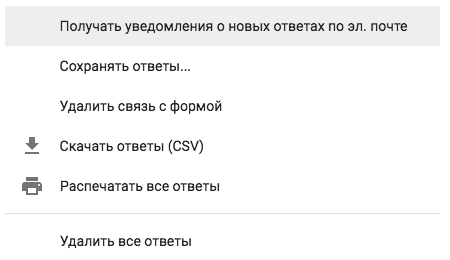 Получать уведомления о новых ответах по эл. почте
Сохранять ответы...
Удалить связь с формой
Скачать ответы (CSV)
Распечатать все ответы
Удалить все ответы